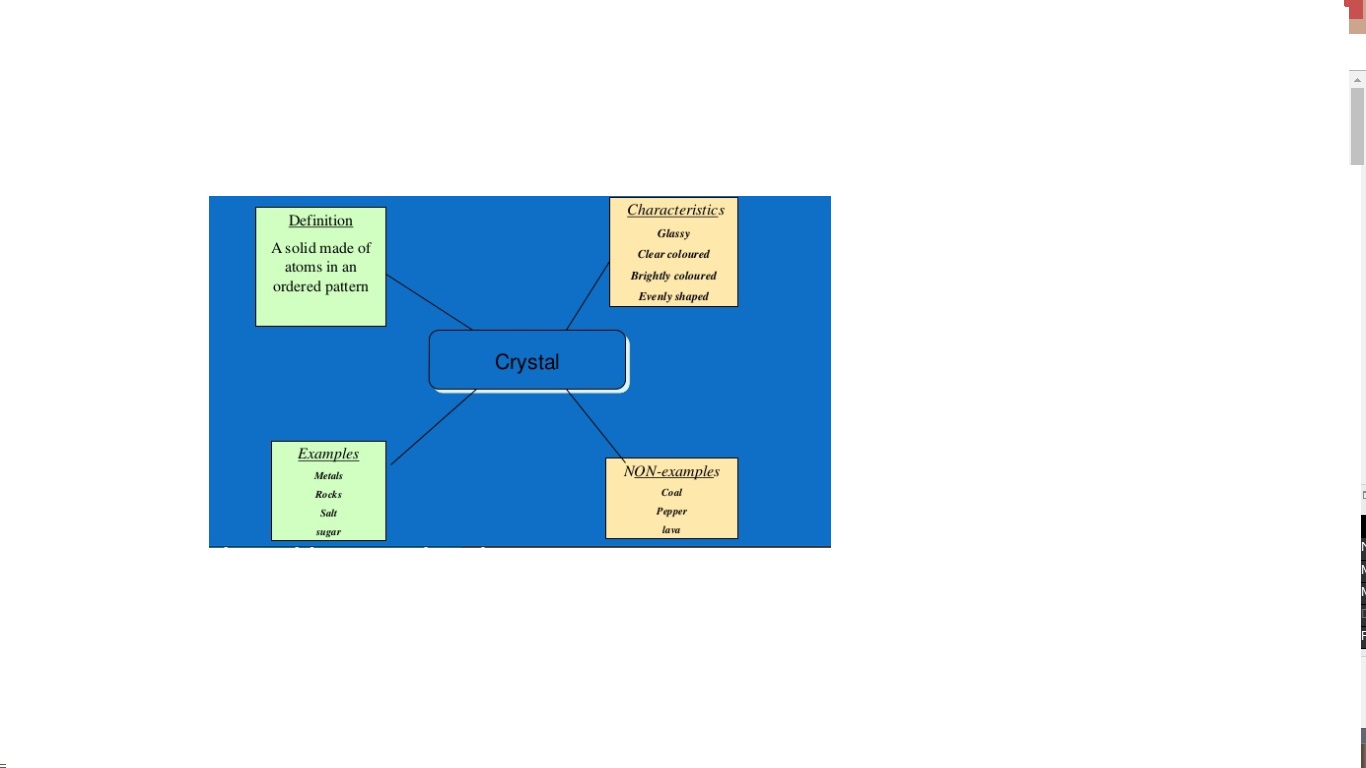 Definition
A solid made of
atoms in an
ordered pattern
Characteristics
Glassy
Clear coloured
Brightly coloured
Evenly shaped
Crystal
Examples
Metals
Rocks
Salt
sugar
NON-examples
Coal
Pepper
lava